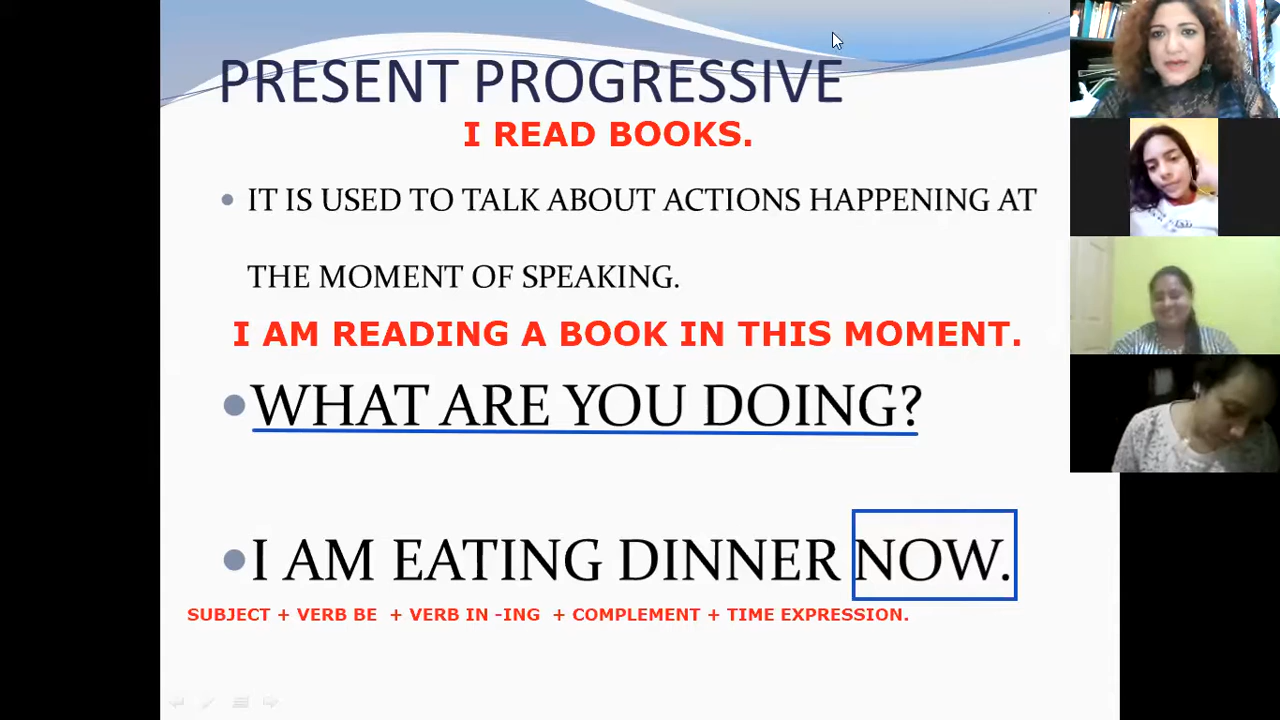 PRESENT PROGRESSIVE
I READ BOOKS.
IT IS USED TO TALK ABOUT ACTIONS HAPPENING AT
THE MOMENT OF SPEAKING.
I AM READING A BOOK IN THIS MOMENT.
WHAT ARE YOU DOING?
I AM EATING DINNER NOW.
SUBJECT + VERB BE + VERB IN -ING + COMPLEMENT + TIME EXPRESSION.